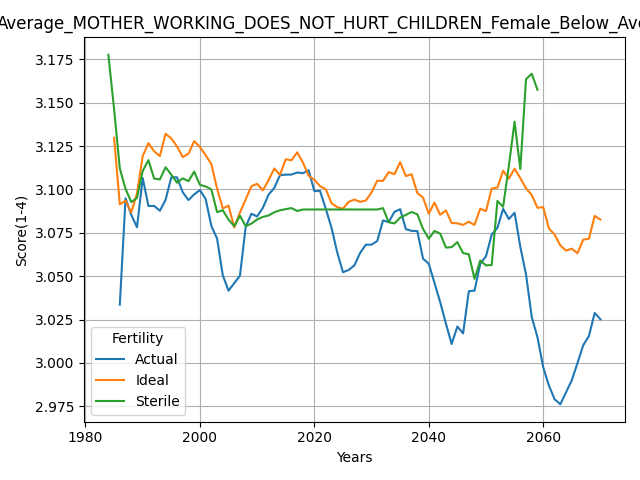 Average_MOTHER_WORKING_DOES_NOT_HURT_CHILDREN_Female_Below_Ave
3.175
3.150
3.125
3.100
3.075
3.050
3.025
3.000
2.975
Score(1-4)
Fertility
Actual
Ideal
Sterile
1980 2000 2020 2040 2060
Years